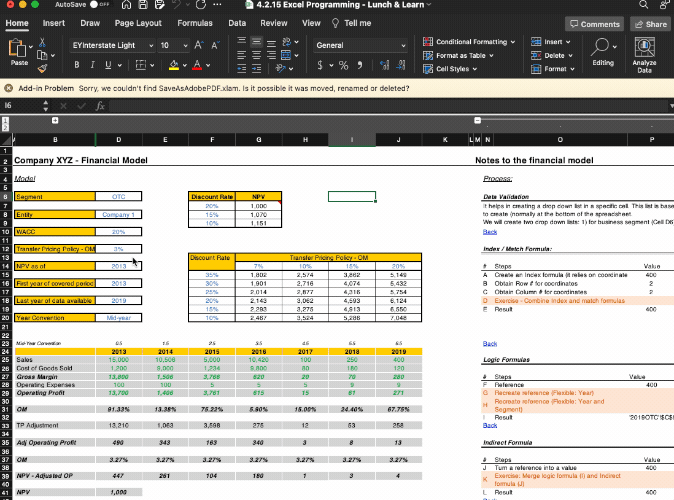 AutoSave OFF 4.2.15 Excel Programming - Lunch & Learn
Home Insert Draw Page Layout Formulas Data Review View Tell me Comments Share
Paste EYInterstate Light 10 General Conditional Formatting Insert Editing Analyze Data
Format as Table Delete
Cell Styles Format
Add-in Problem Sorry, we couldn't find SaveAsAdobePDF.xlam. Is it possible it was moved, renamed or deleted?
I6 fx
B D E F G H I J K L M N O P
Company XYZ - Financial Model Notes to the financial model
Model Process:
Segment OTC Discount Rate NPV Data Validation
20% 1,000 It helps in creating a drop down list in a specific cell. This list is base
Entity Company 1 15% 1,070 to create (normally at the bottom of the spreadsheet
10% 1,151 We will create two drop down lists: 1) for business segment (Cell D6
WACC 20% Back
Transfer Pricing Policy - OM 3% Index / Match Formula:
Discount Rate Transfer Pricing Policy - OM
NPV as of 2013 7% 10% 15% 20% # Steps Value
35% 1,802 2,574 3,862 5,149 A Create an index formula (it relies on coordinate 400
First year of covered period 2013 30% 1,901 2,716 4,074 5,432 B Obtain Row # for coordinates 2
25% 2,014 2,877 4,316 5,754 C Obtain Column # for coordinates 2
Last year of data available 2019 20% 2,143 3,062 4,593 6,124 D Exercise - Combine index and match formulas
15% 2,293 3,275 4,913 6,550 E Result 400
Year Convention Mid-year 10% 2,467 3,524 5,286 7,048
Mid-Year Convention 0.5 1.5 2.5 3.5 4.5 5.5 6.5 Back
2013 2014 2015 2016 2017 2018 2019
Sales 15,000 10,509 5,000 10,420 100 250 400 Logic Formulas
Cost of Goods Sold 1,200 9,000 1,234 9,800 80 180 120
Gross Margin 13,800 1,509 3,766 620 20 70 280 # Steps Value
Operating Expenses 100 100 5 5 5 9 9 F Reference 400
Operating Profit 13,700 1,406 3,761 615 15 61 271 G Recreate reference (Flexible: Year)
H Recreate reference (Flexible: Year and Segment)
OM 91.33% 13.38% 75.22% 5.90% 15.00% 24.40% 67.75%
I Result '2019OTC'!$C$
TP Adjustment 13,210 1,063 3,598 275 12 53 258 Back
Adj Operating Profit 490 343 163 340 3 8 13 Indirect Formula
OM 3.27% 3.27% 3.27% 3.27% 3.27% 3.27% 3.27% # Steps Value
J Turn a reference into a value 400
NPV - Adjusted OP 447 261 104 180 1 3 4 K Exercise: Merge logic formula (I) and Indirect formula (J)
NPV 1,000 L Result 400